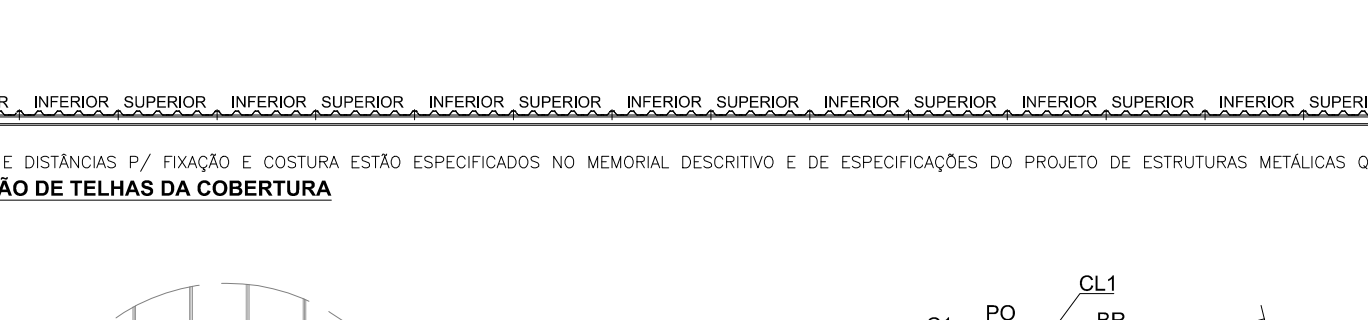 INFERIOR SUPERIOR INFERIOR SUPERIOR INFERIOR SUPERIOR INFERIOR SUPERIOR INFERIOR SUPERIOR INFERIOR SUPERIOR INFERIOR SUPERI
E DISTÂNCIAS P/ FIXAÇÃO E COSTURA ESTÃO ESPECIFICADOS NO MEMORIAL DESCRITIVO E DE ESPECIFICAÇÕES DO PROJETO DE ESTRUTURAS METÁLICAS Q
ÃO DE TELHAS DA COBERTURA
CL1
PO